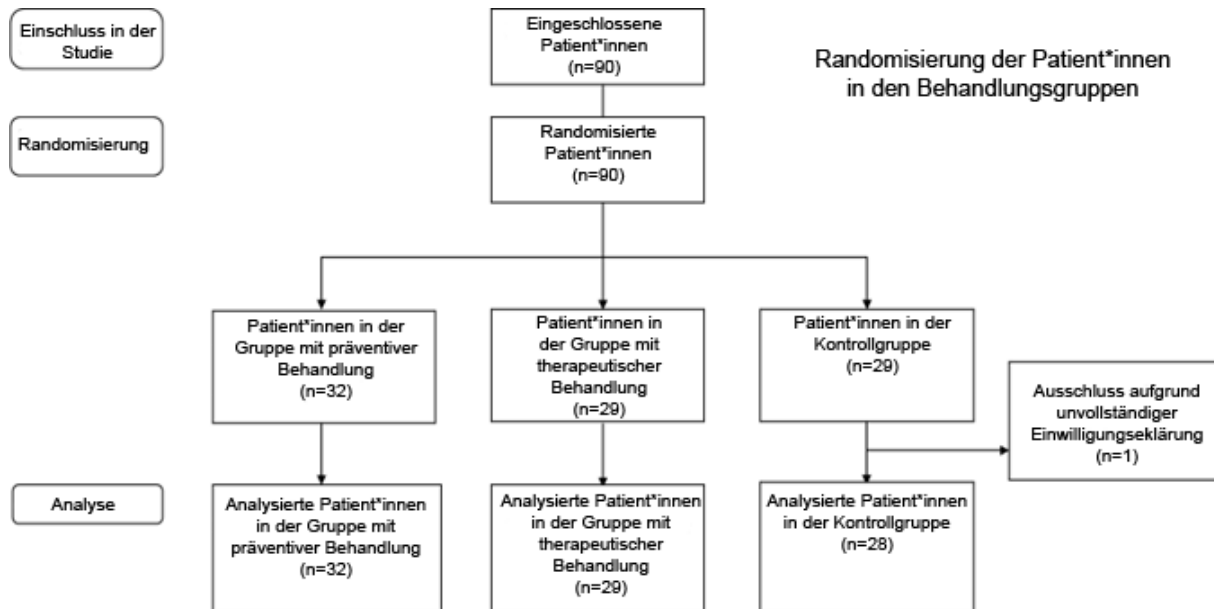 Einschluss in der
Studie
Eingeschlossene
Patient*innen
(n=90)
Randomisierung der Patient*innen
in den Behandlungsgruppen
Randomisierung
Randomisierte
Patient*innen
(n=90)
Patient*innen in der
Gruppe mit präventiver
Behandlung
(n=32)
Patient*innen in
der Gruppe mit
therapeutischer
Behandlung
(n=29)
Patient*innen in der
Kontrollgruppe
(n=29)
Ausschluss aufgrund
unvollständiger
Einwilligungseklärung
(n=1)
Analyse
Analysierte Patient*innen
in der Gruppe mit
präventiver Behandlung
(n=32)
Analysierte Patient*innen
in der Gruppe mit
therapeutischer
Behandlung
(n=29)
Analysierte Patient*innen
in der Kontrollgruppe
(n=28)